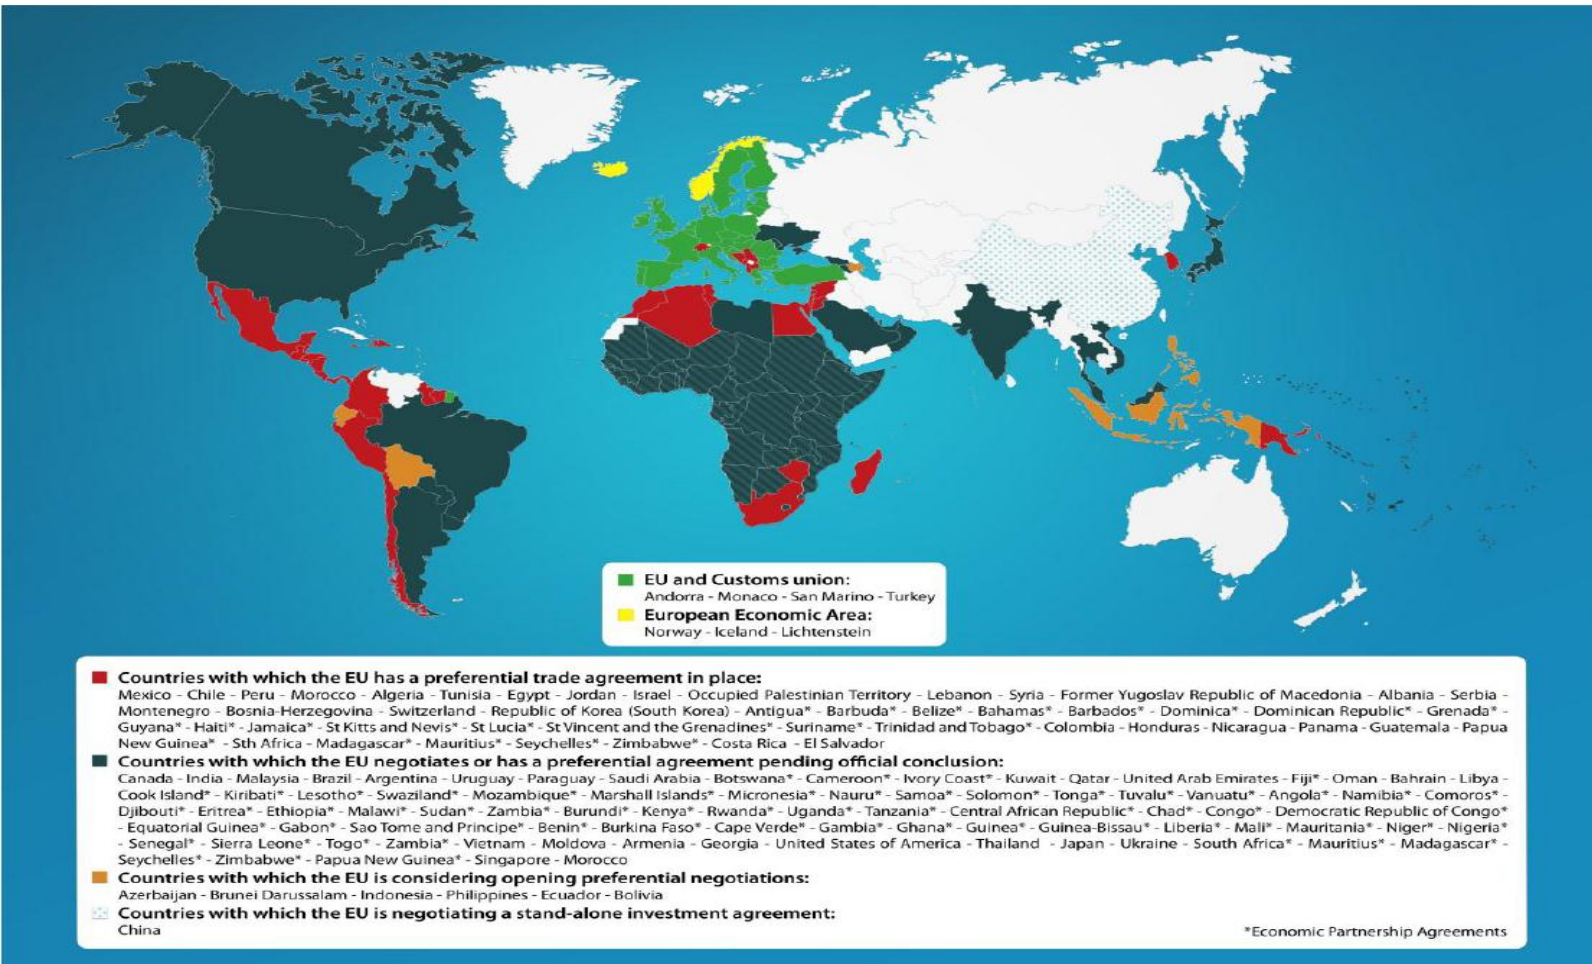 EU and Customs union:
Andorra - Monaco - San Marino - Turkey
European Economic Area:
Norway - Iceland - Lichtenstein
Countries with which the EU has a preferential trade agreement in place:
Mexico - Chile - Peru - Morocco - Algeria - Tunisia - Egypt - Jordan - Israel - Occupied Palestinian Territory - Lebanon - Syria - Former Yugoslav Republic of Macedonia - Albania - Serbia -
Montenegro - Bosnia-Herzegovina - Switzerland - Republic of Korea (South Korea) - Antigua* - Barbuda* - Belize* - Bahamas* - Barbados* - Dominica* - Dominican Republic* - Grenada* -
Guyana* - Haiti* - Jamaica* - St Kitts and Nevis* - St Lucia* - St Vincent and the Grenadines* - Suriname* - Trinidad and Tobago* - Colombia - Honduras - Nicaragua - Panama - Guatemala - Papua
New Guinea* - Sth Africa - Madagascar* - Mauritius* - Seychelles* - Zimbabwe* - Costa Rica - El Salvador
Countries with which the EU negotiates or has a preferential agreement pending official conclusion:
Canada - India - Malaysia - Brazil - Argentina - Uruguay - Paraguay - Saudi Arabia - Botswana* - Cameroon* - Ivory Coast* - Kuwait - Qatar - United Arab Emirates - Fiji* - Oman - Bahrain - Libya -
Cook Island* - Kiribati* - Lesotho* - Swaziland* - Mozambique* - Marshall Islands* - Micronesia* - Nauru* - Samoa* - Solomon* - Tonga* - Tuvalu* - Vanuatu* - Angola* - Namibia* - Comoros* -
Djibouti* - Eritrea* - Ethiopia* - Malawi* - Sudan* - Zambia* - Burundi* - Kenya* - Rwanda* - Uganda* - Tanzania* - Central African Republic* - Chad* - Congo* - Democratic Republic of Congo*
- Equatorial Guinea* - Gabon* - Sao Tome and Principe* - Benin* - Burkina Faso* - Cape Verde* - Gambia* - Ghana* - Guinea* - Guinea-Bissau* - Liberia* - Mali* - Mauritania* - Niger* - Nigeria*
- Senegal* - Sierra Leone* - Togo* - Zambia* - Vietnam - Moldova - Armenia - Georgia - United States of America - Thailand - Japan - Ukraine - South Africa* - Mauritius* - Madagascar* -
Seychelles* - Zimbabwe* - Papua New Guinea* - Singapore - Morocco
Countries with which the EU is considering opening preferential negotiations:
Azerbaijan - Brunei Darussalam - Indonesia - Philippines - Ecuador - Bolivia
Countries with which the EU is negotiating a stand-alone investment agreement:
China
*Economic Partnership Agreements